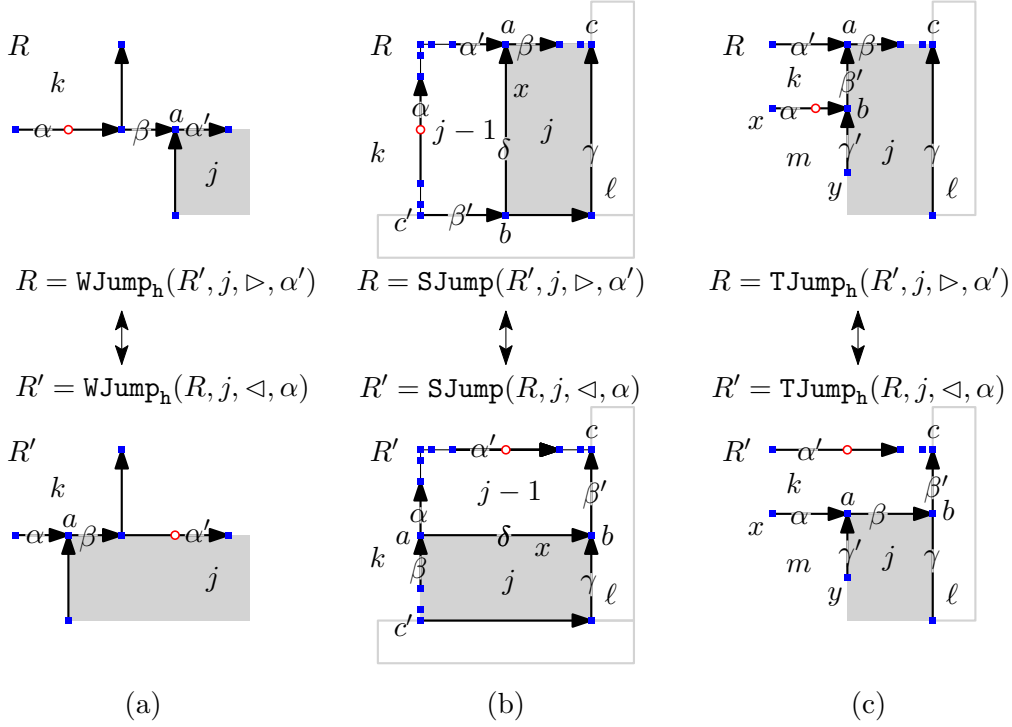 R
k
α
β
a
α′
j
R
α′
a
β
c
α
x
j − 1
j
k
δ
γ
ℓ
c′
β′
b
R
α′
a
β
c
k
β′
x
α
b
m
γ′
j
γ
y
ℓ
R = WJump_h(R′, j, ▷, α′)
R = SJump(R′, j, ▷, α′)
R = TJump_h(R′, j, ▷, α′)
R′ = WJump_h(R, j, ◁, α)
R′ = SJump(R, j, ◁, α)
R′ = TJump_h(R, j, ◁, α)
R′
k
α
a
β
α′
j
R′
α′
c
j − 1
α
β′
a
δ
b
k
x
β
j
γ
c′
ℓ
R′
α′
c
k
β′
x
α
a
β
b
m
γ′
j
γ
y
ℓ
(a)
(b)
(c)